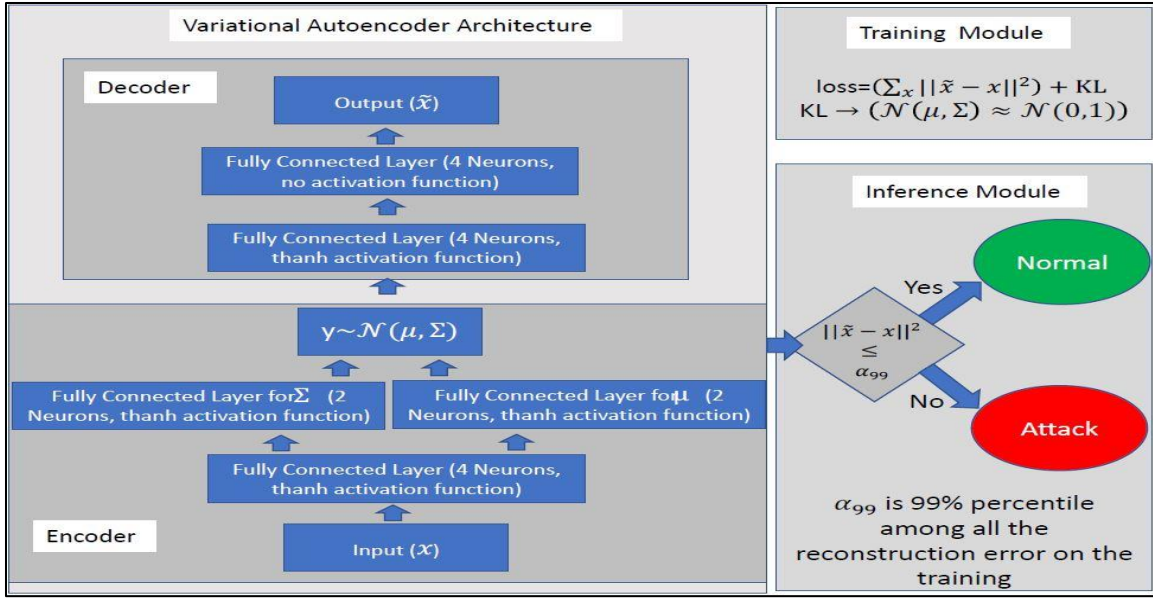 Variational Autoencoder Architecture
Decoder
Output (x̃)
Fully Connected Layer (4 Neurons,
no activation function)
Fully Connected Layer (4 Neurons,
thanh activation function)
y~𝒩(μ, Σ)
Fully Connected Layer forΣ (2
Neurons, thanh activation function)
Fully Connected Layer forμ (2
Neurons, thanh activation function)
Fully Connected Layer (4 Neurons,
thanh activation function)
Encoder
Input (x)
Training Module
loss=(∑ₓ ||x̃ − x||²) + KL
KL → (𝒩(μ, Σ) ≈ 𝒩(0,1))
Inference Module
Normal
Yes
||x̃ − x||²
≤
α₉₉
No
Attack
α₉₉ is 99% percentile
among all the
reconstruction error on the
training